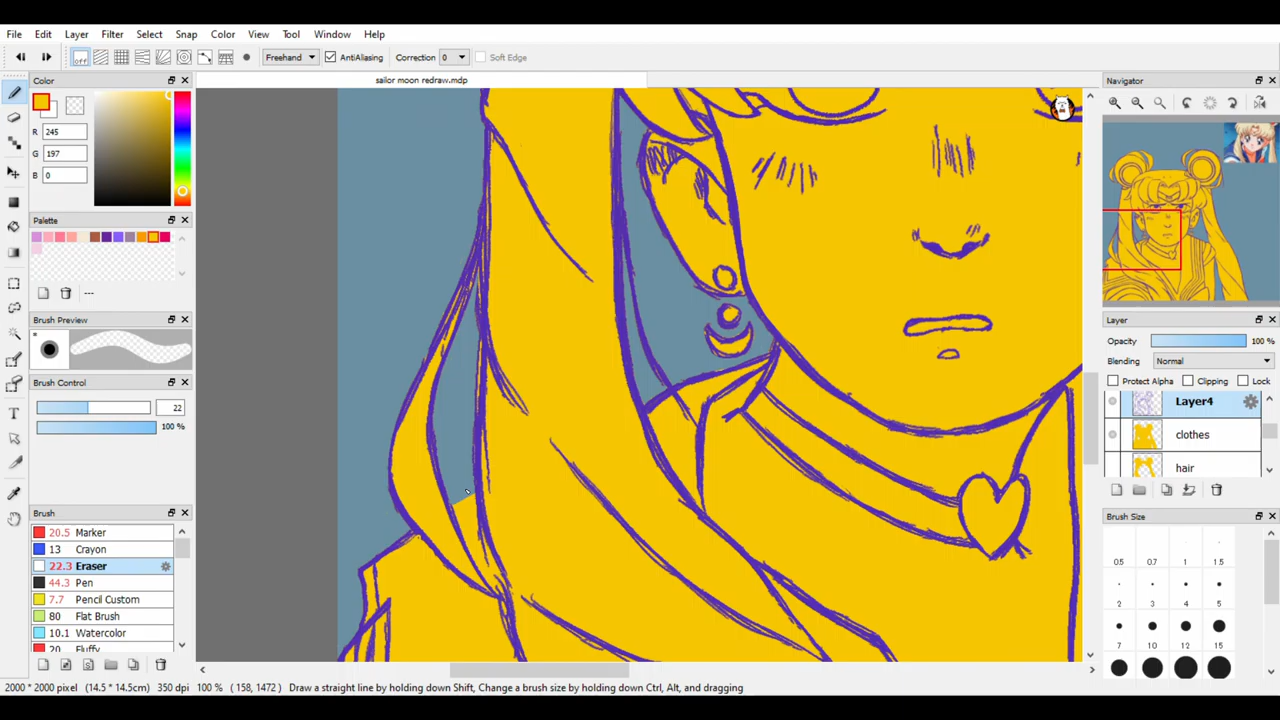 File Edit Layer Filter Select Snap Color View Tool Window Help
off Freehand AntiAliasing Correction 0 Soft Edge
Color
sailor moon redraw.mdp
Navigator
R 245
G 197
B 0
Palette
---
Brush Preview
*
Layer
Opacity 100 %
Blending Normal
Protect Alpha Clipping Lock
Brush Control
22
100 %
Layer4
clothes
hair
Brush
20.5 Marker
13 Crayon
22.3 Eraser
44.3 Pen
7.7 Pencil Custom
80 Flat Brush
10.1 Watercolor
20 Fluffy
Brush Size
0.5 0.7 1 1.5
2 3 4 5
7 10 12 15
2000 * 2000 pixel (14.5 * 14.5cm) 350 dpi 100 % ( 158, 1472 ) Draw a straight line by holding down Shift, Change a brush size by holding down Ctrl, Alt, and dragging